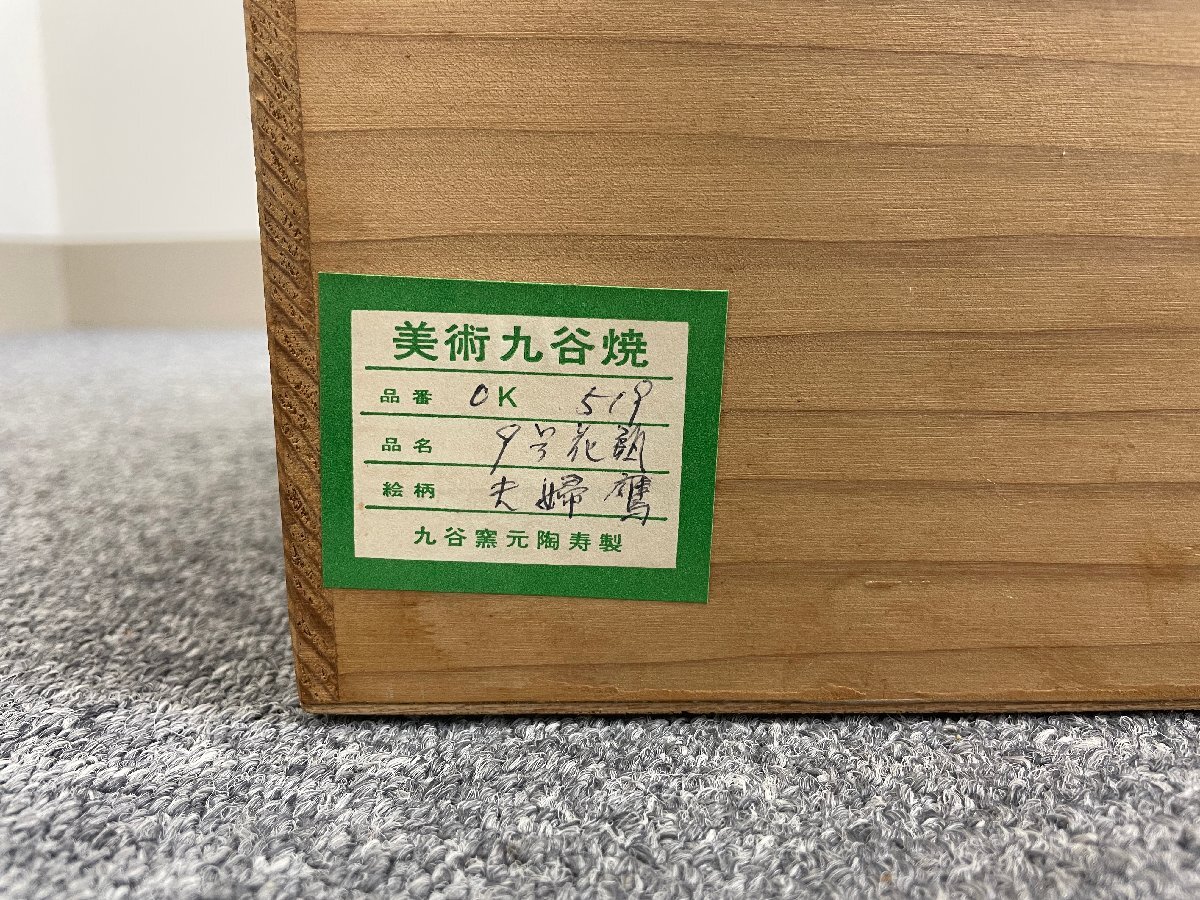 美術九谷焼
品番 OK 519
品名 9号花瓶
絵柄 夫婦鷹
九谷窯元陶寿製